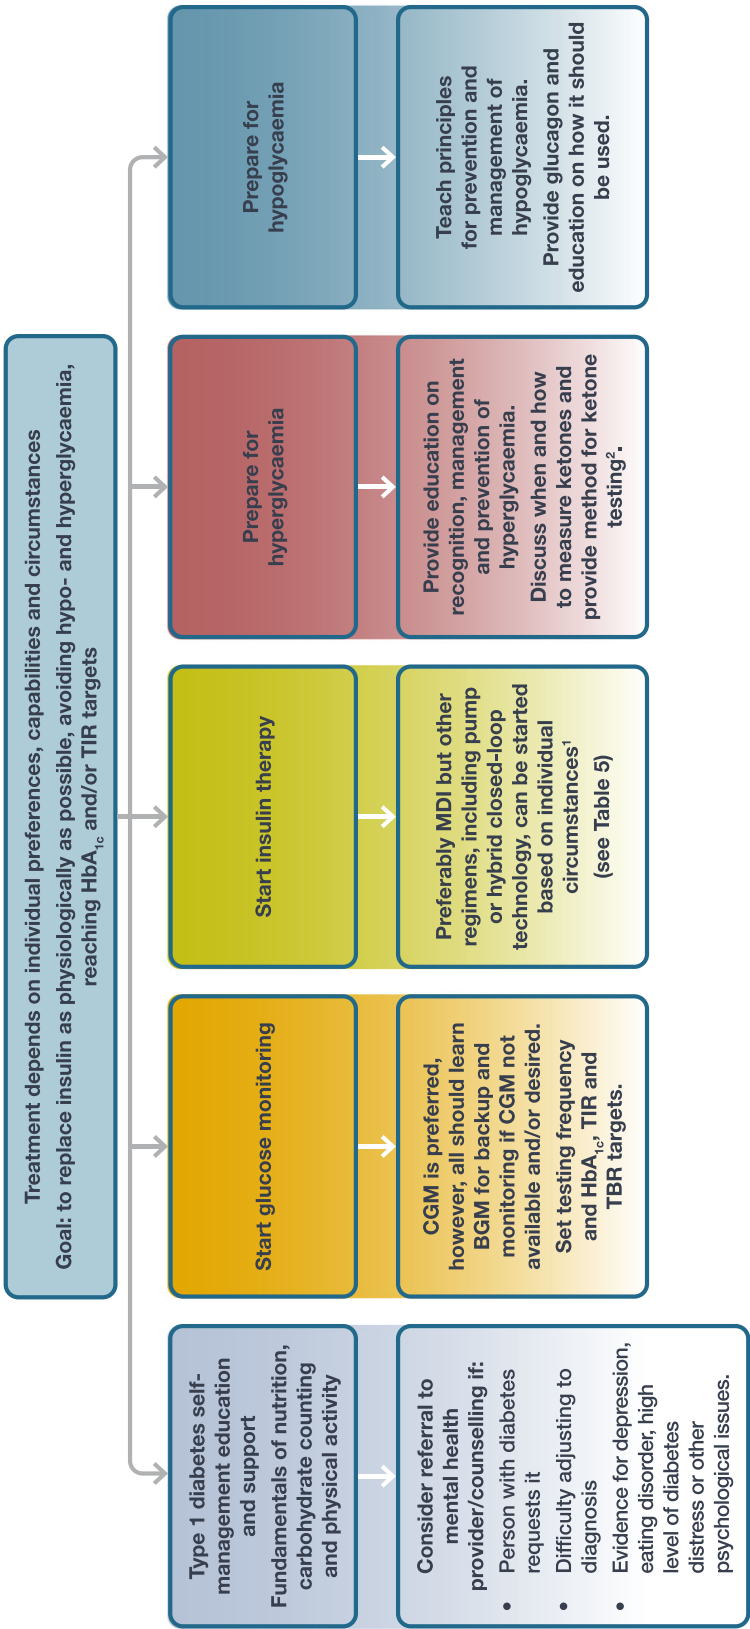 Treatment depends on individual preferences, capabilities and circumstances
Goal: to replace insulin as physiologically as possible, avoiding hypo- and hyperglycaemia,
reaching HbA1c and/or TIR targets
Type 1 diabetes self-
management education
and support
Fundamentals of nutrition,
carbohydrate counting
and physical activity
Consider referral to
mental health
provider/counselling if:
• Person with diabetes
requests it
• Difficulty adjusting to
diagnosis
• Evidence for depression,
eating disorder, high
level of diabetes
distress or other
psychological issues.
Start glucose monitoring
CGM is preferred,
however, all should learn
BGM for backup and
monitoring if CGM not
available and/or desired.
Set testing frequency
and HbA1c, TIR and
TBR targets.
Start insulin therapy
Preferably MDI but other
regimens, including pump
or hybrid closed-loop
technology, can be started
based on individual
circumstances¹
(see Table 5)
Prepare for
hyperglycaemia
Provide education on
recognition, management
and prevention of
hyperglycaemia.
Discuss when and how
to measure ketones and
provide method for ketone
testing².
Prepare for
hypoglycaemia
Teach principles
for prevention and
management of
hypoglycaemia.
Provide glucagon and
education on how it should
be used.